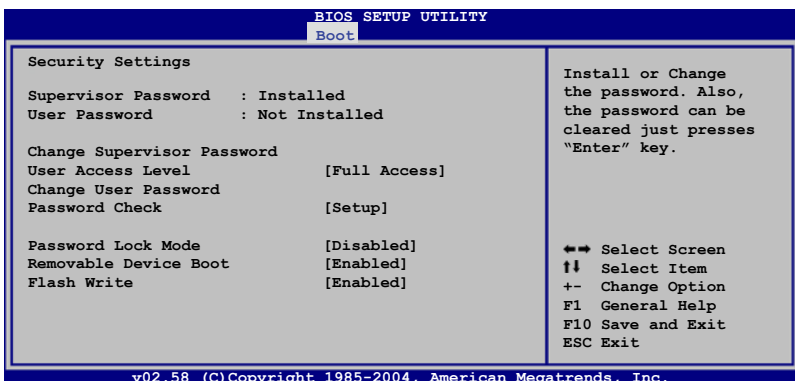 BIOS SETUP UTILITY
Boot
Security Settings
Supervisor Password : Installed
User Password : Not Installed
Change Supervisor Password
User Access Level [Full Access]
Change User Password
Password Check [Setup]
Password Lock Mode [Disabled]
Removable Device Boot [Enabled]
Flash Write [Enabled]
Install or Change
the password. Also,
the password can be
cleared just presses
“Enter” key.
←→ Select Screen
↑↓ Select Item
+- Change Option
F1 General Help
F10 Save and Exit
ESC Exit
v02.58 (C)Copyright 1985-2004, American Megatrends, Inc.